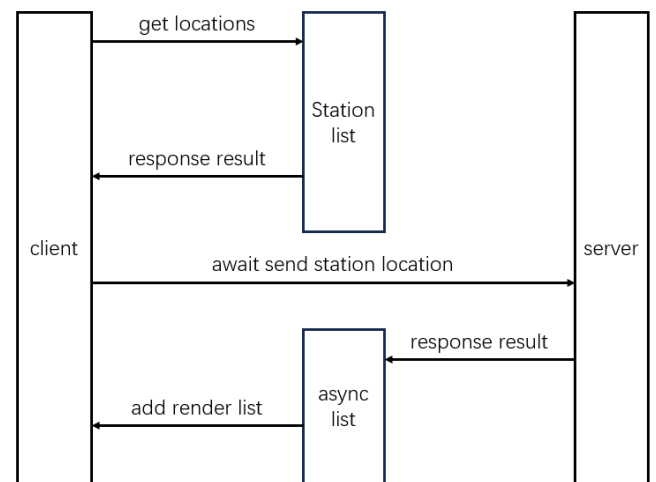 get locations
Station
list
response result
client
server
await send station location
response result
async
list
add render list